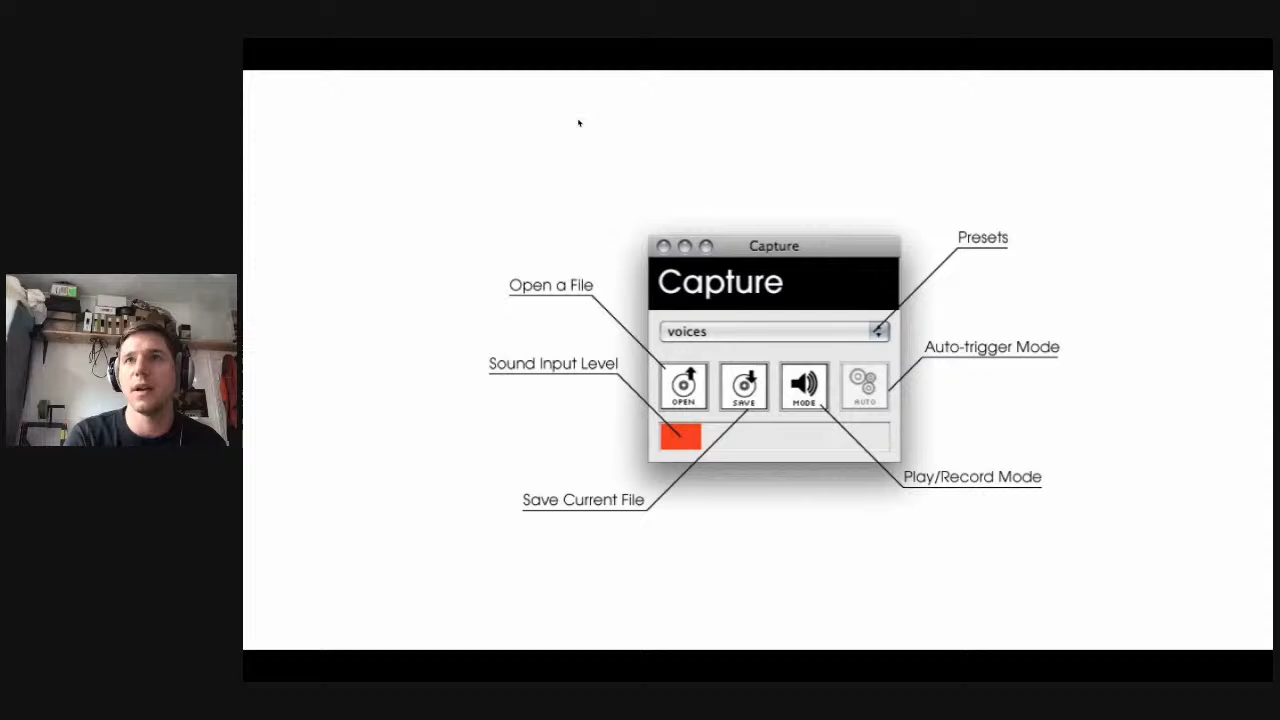 Presets
Capture
Capture
Open a File
voices
Auto-trigger Mode
Sound Input Level
OPEN
SAVE
MODE
AUTO
Play/Record Mode
Save Current File